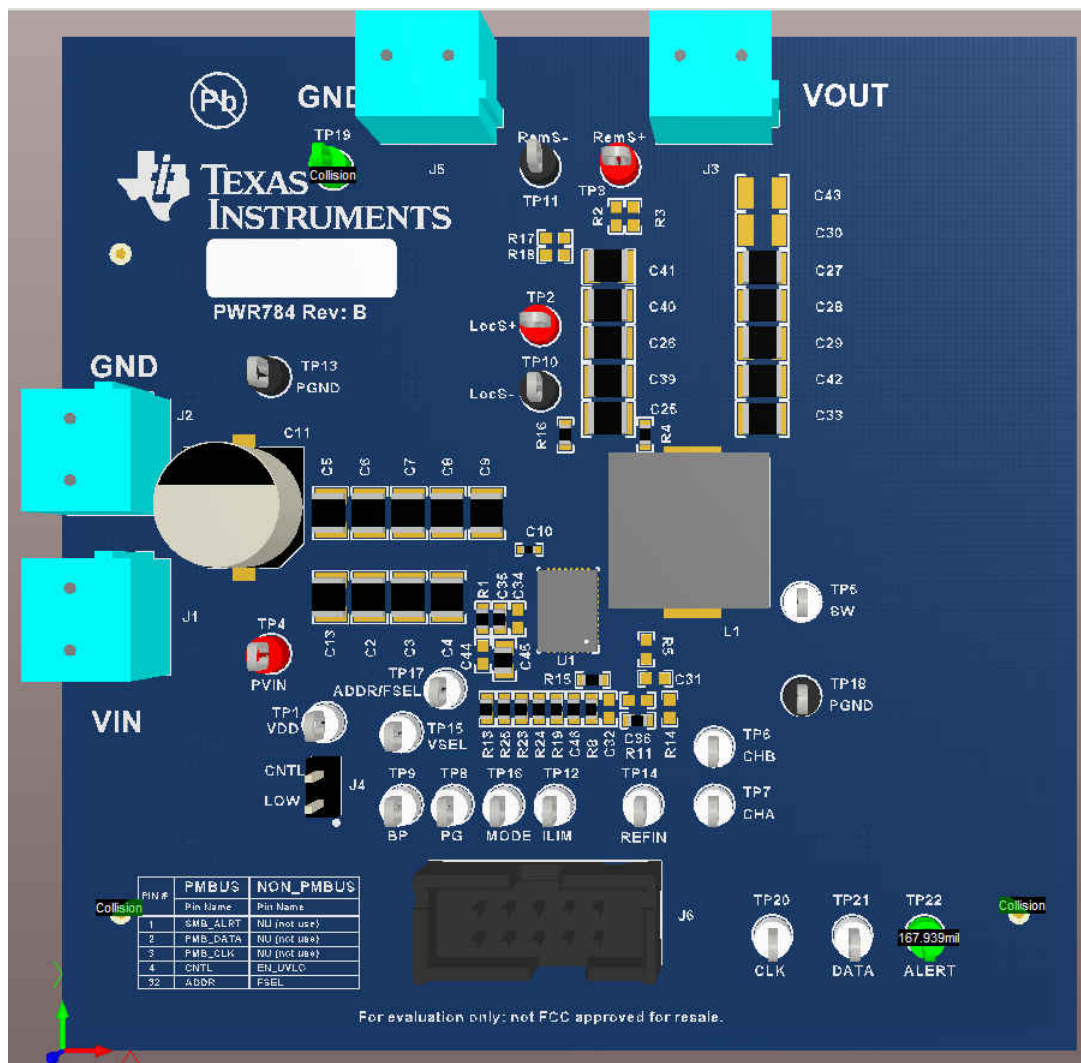 Pb
GND
VOUT
TP19
Collision
J5
RemS-
RemS+
J3
TEXAS
INSTRUMENTS
TP11
TP3
R2
R3
C43
C30
R17
R18
C41
C27
PWR784 Rev: B
TP2
C40
C28
LocS+
C26
C29
GND
TP13
PGND
TP10
LocS-
C39
C42
J2
C11
C25
C33
R16
R4
C5
C6
C7
C8
C9
C10
R1
C35
C34
TP5
SW
J1
L1
C13
C2
C3
C4
C44
C45
U1
R5
TP4
PVIN
TP17
ADDR/FSEL
R15
C31
TP18
PGND
VIN
TP1
VDD
TP15
VSEL
R13
R25
R23
R24
R19
C46
R8
C32
C36
R11
R14
TP6
CHB
CNTL
LOW
J4
TP9
TP8
TP16
TP12
TP14
TP7
CHA
BP
PG
MODE
ILIM
REFIN
PIN # PMBUS NON_PMBUS
Pin Name Pin Name
1 SMB_ALRT NU (not use)
2 PMB_DATA NU (not use)
3 PMB_CLK NU (not use)
4 CNTL EN_UVLO
32 ADDR FSEL
Collision
J6
TP20
TP21
TP22
Collision
167.939mil
CLK
DATA
ALERT
For evaluation only; not FCC approved for resale.